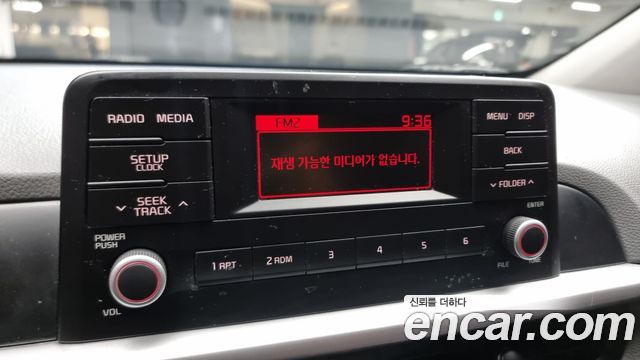 RADIO MEDIA
FM2 9:36
MENU DISP
재생 가능한 미디어가 없습니다.
SETUP
CLOCK
BACK
SEEK
TRACK
FOLDER
POWER
PUSH
ENTER
1 RPT 2 RDM 3 4 5 6
VOL
FILE TUNE
신뢰를 더하다
encar.com